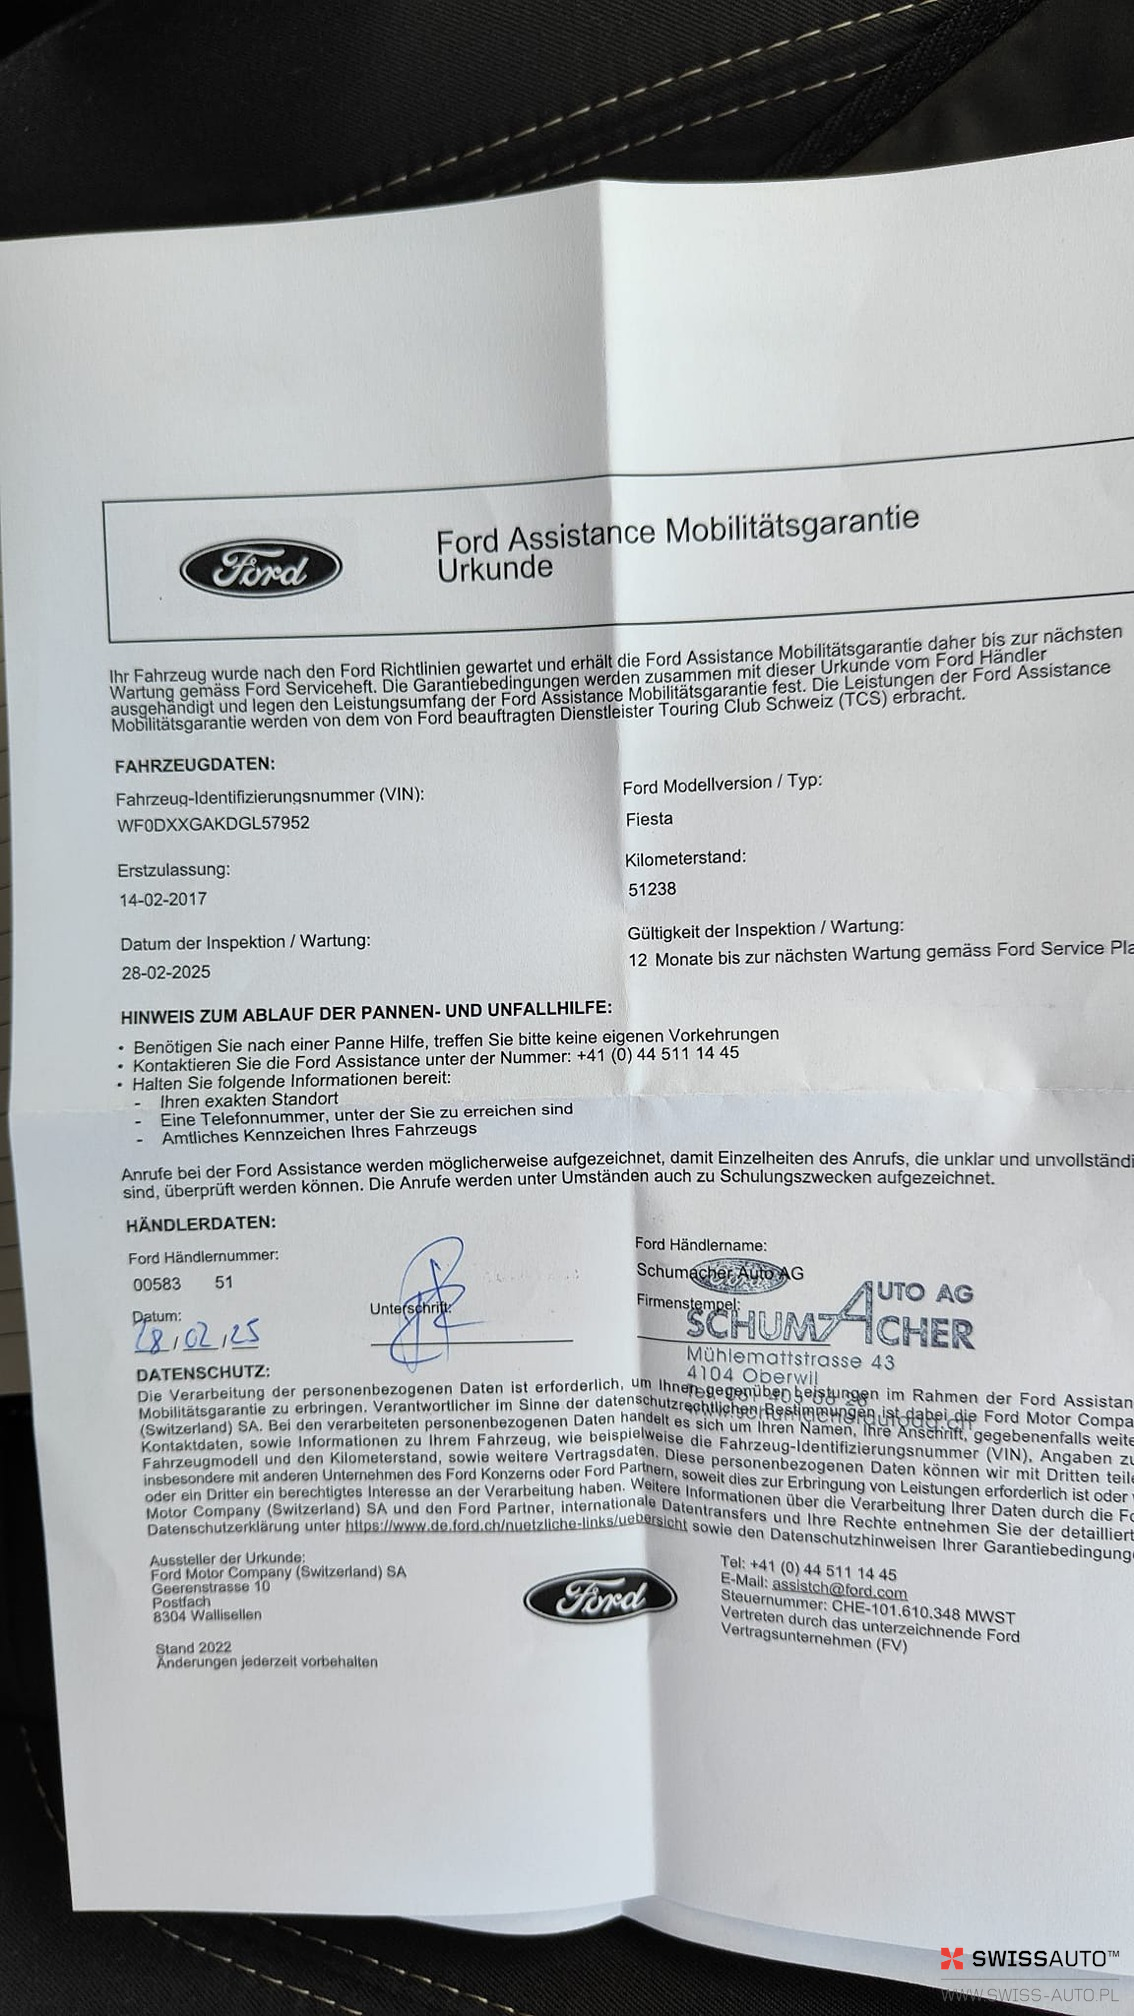 Ford
Ford Assistance Mobilitätsgarantie
Urkunde
Ihr Fahrzeug wurde nach den Ford Richtlinien gewartet und erhält die Ford Assistance Mobilitätsgarantie daher bis zur nächsten
Wartung gemäss Ford Serviceheft. Die Garantiebedingungen werden zusammen mit dieser Urkunde vom Ford Händler
ausgehändigt und legen den Leistungsumfang der Ford Assistance Mobilitätsgarantie fest. Die Leistungen der Ford Assistance
Mobilitätsgarantie werden von dem von Ford beauftragten Dienstleister Touring Club Schweiz (TCS) erbracht.
FAHRZEUGDATEN:
Fahrzeug-Identifizierungsnummer (VIN):
WF0DXXGAKDGL57952
Ford Modellversion / Typ:
Fiesta
Erstzulassung:
14-02-2017
Kilometerstand:
51238
Datum der Inspektion / Wartung:
28-02-2025
Gültigkeit der Inspektion / Wartung:
12 Monate bis zur nächsten Wartung gemäss Ford Service Pla
HINWEIS ZUM ABLAUF DER PANNEN- UND UNFALLHILFE:
• Benötigen Sie nach einer Panne Hilfe, treffen Sie bitte keine eigenen Vorkehrungen
• Kontaktieren Sie die Ford Assistance unter der Nummer: +41 (0) 44 511 14 45
• Halten Sie folgende Informationen bereit:
- Ihren exakten Standort
- Eine Telefonnummer, unter der Sie zu erreichen sind
- Amtliches Kennzeichen Ihres Fahrzeugs
Anrufe bei der Ford Assistance werden möglicherweise aufgezeichnet, damit Einzelheiten des Anrufs, die unklar und unvollständi
sind, überprüft werden können. Die Anrufe werden unter Umständen auch zu Schulungszwecken aufgezeichnet.
HÄNDLERDATEN:
Ford Händlernummer:
00583 51
Ford Händlername:
Schumacher Auto AG
Datum:
28,02,25
Unterschrift:
Firmenstempel:
AUTO AG
SCHUMACHER
Mühlemattstrasse 43
4104 Oberwil
DATENSCHUTZ:
Die Verarbeitung der personenbezogenen Daten ist erforderlich, um Ihnen gegenüber Leistungen im Rahmen der Ford Assistan
Mobilitätsgarantie zu erbringen. Verantwortlicher im Sinne der datenschutzrechtlichen Bestimmungen ist dabei die Ford Motor Compa
(Switzerland) SA. Bei den verarbeiteten personenbezogenen Daten handelt es sich um Ihren Namen, Ihre Anschrift, gegebenenfalls weite
Kontaktdaten, sowie Informationen zu Ihrem Fahrzeug, wie beispielweise die Fahrzeug-Identifizierungsnummer (VIN), Angaben zu
Fahrzeugmodell und den Kilometerstand, sowie weitere Vertragsdaten. Diese personenbezogenen Daten können wir mit Dritten teile
insbesondere mit anderen Unternehmen des Ford Konzerns oder Ford Partnern, soweit dies zur Erbringung von Leistungen erforderlich ist oder
oder ein Dritter ein berechtigtes Interesse an der Verarbeitung haben. Weitere Informationen über die Verarbeitung Ihrer Daten durch die Fo
Motor Company (Switzerland) SA und den Ford Partner, internationale Datentransfers und Ihre Rechte entnehmen Sie der detailliert
Datenschutzerklärung unter https://www.de.ford.ch/nuetzliche-links/uebersicht sowie den Datenschutzhinweisen Ihrer Garantiebedingung
Aussteller der Urkunde:
Ford Motor Company (Switzerland) SA
Geerenstrasse 10
Postfach
8304 Wallisellen
Ford
Tel: +41 (0) 44 511 14 45
E-Mail: assistch@ford.com
Steuernummer: CHE-101.610.348 MWST
Vertreten durch das unterzeichnende Ford
Vertragsunternehmen (FV)
Stand 2022
Änderungen jederzeit vorbehalten
SWISSAUTO™
WWW.SWISS-AUTO.PL